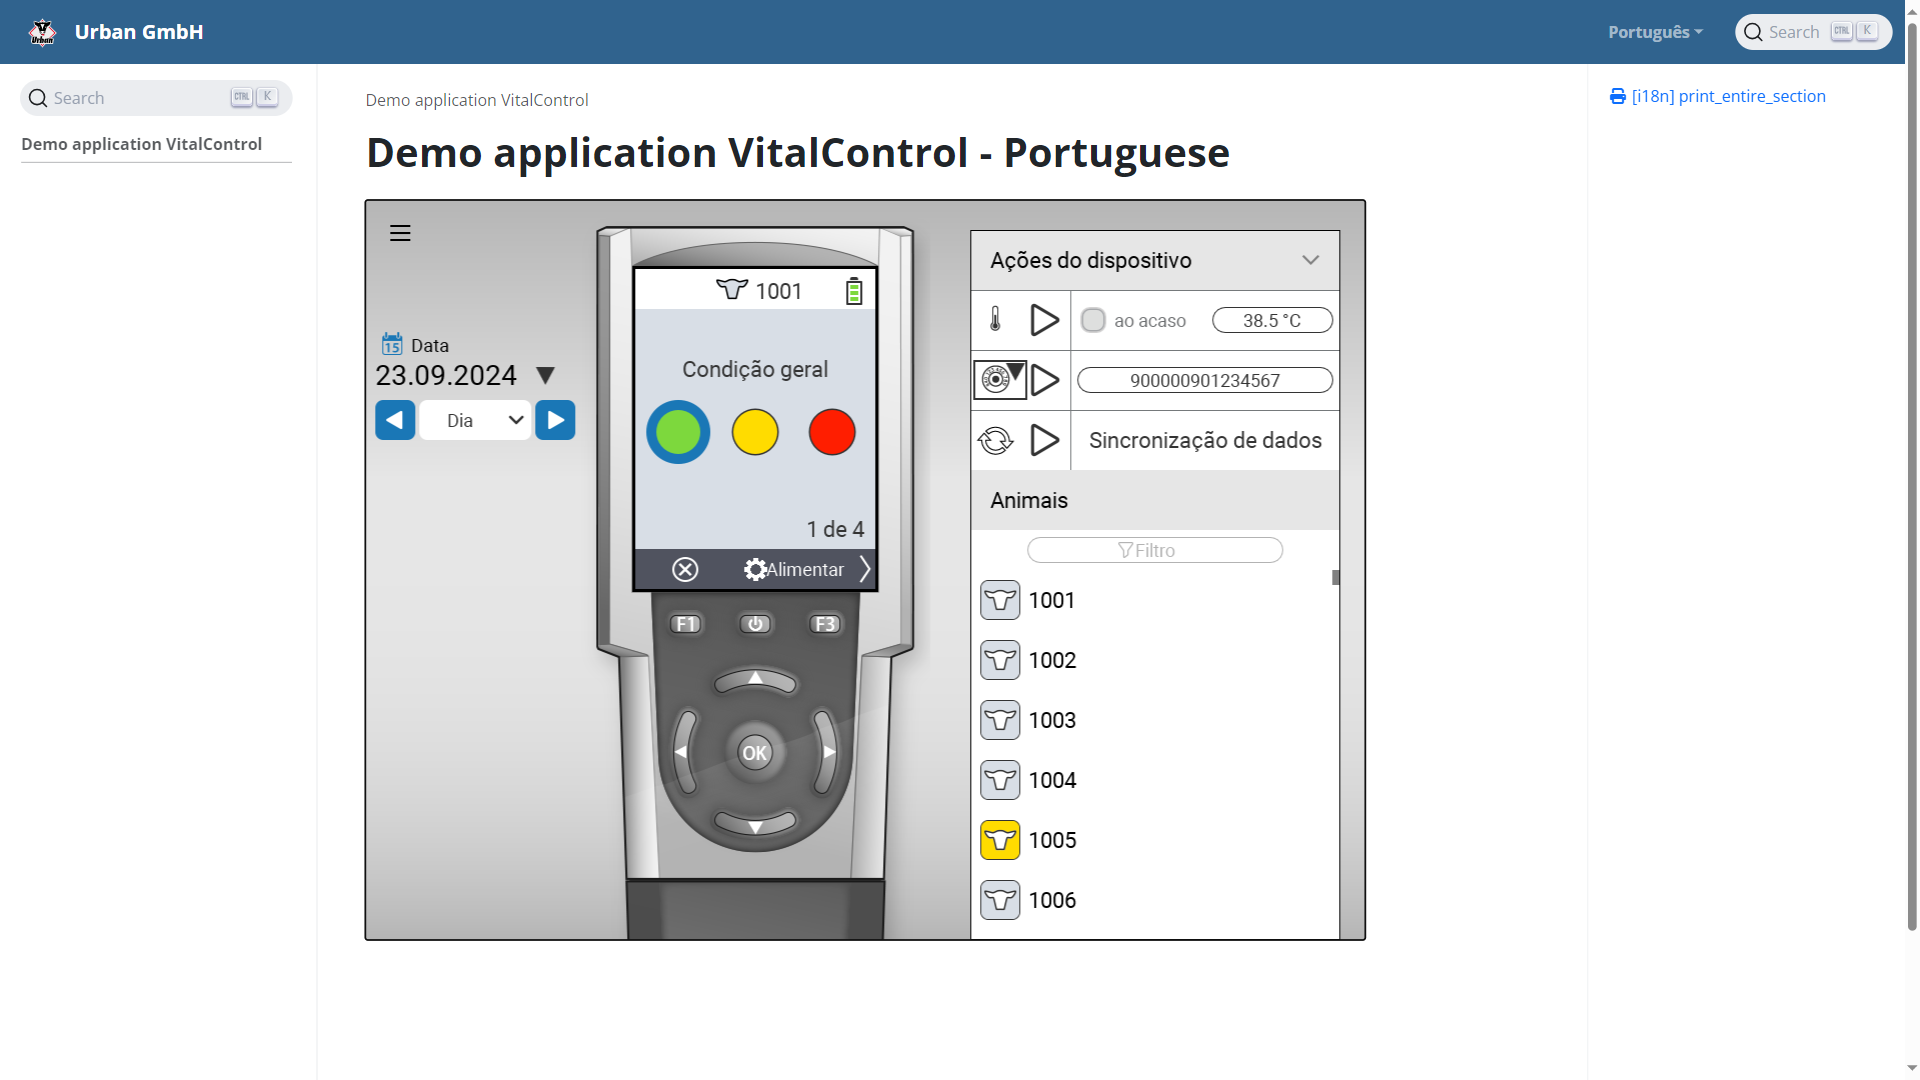 Urban GmbH
Português
Search CTRL K
Search CTRL K
Demo application VitalControl
Demo application VitalControl
Demo application VitalControl - Portuguese
[i18n] print_entire_section
15 Data
23.09.2024
Dia
1001
Condição geral
1 de 4
Alimentar
F1
F3
OK
Ações do dispositivo
ao acaso
38.5 °C
900000901234567
Sincronização de dados
Animais
Filtro
1001
1002
1003
1004
1005
1006